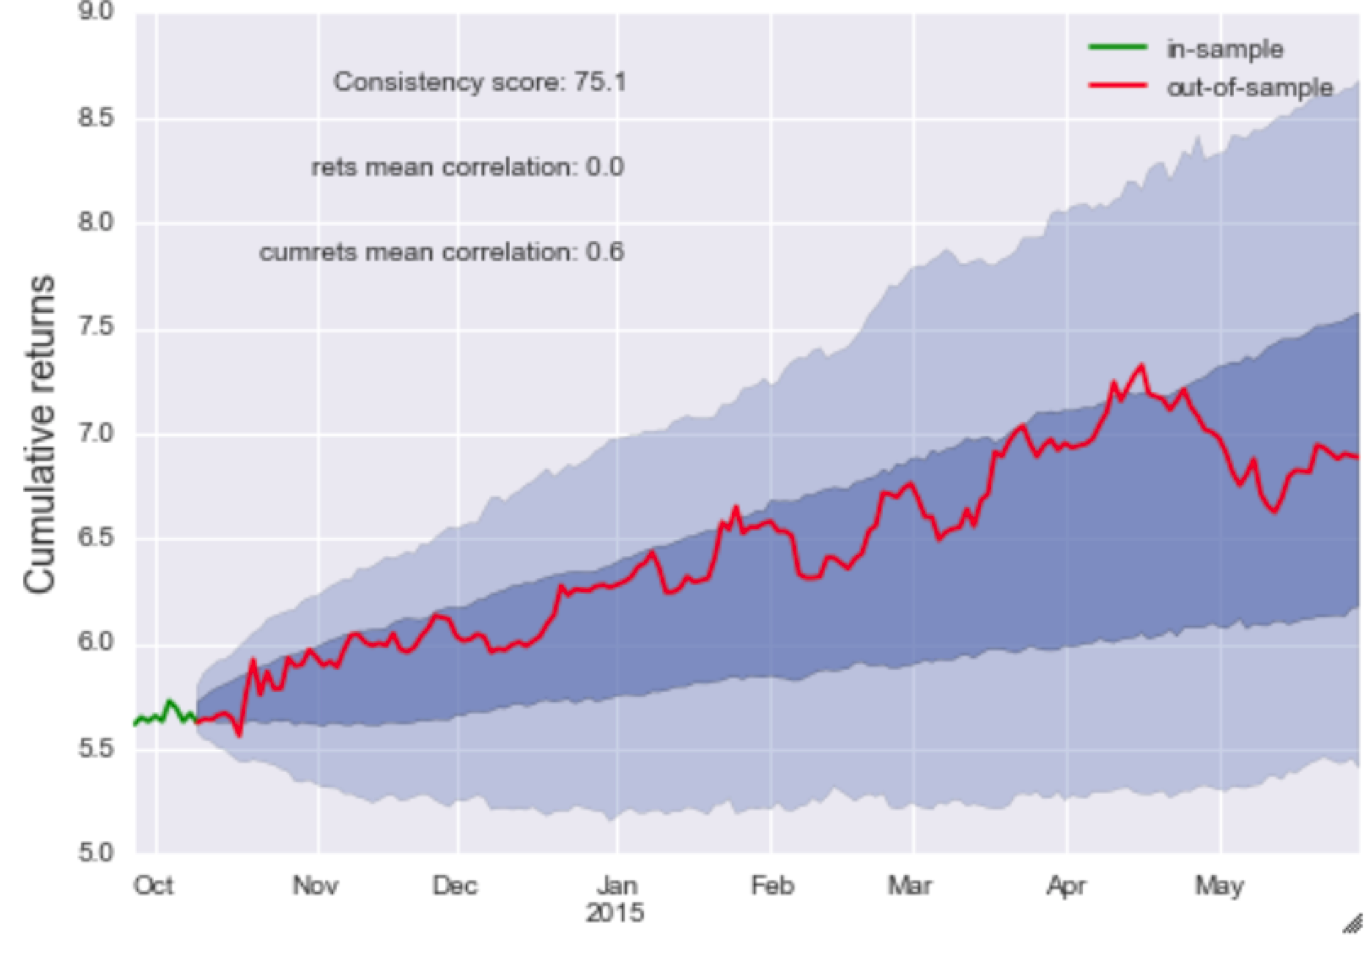 9.0
in-sample
Consistency score: 75.1
out-of-sample
8.5
rets mean correlation: 0.0
8.0
cumrets mean correlation: 0.6
7.5
Cumulative returns
7.0
6.5
6.0
5.5
5.0
Oct Nov Dec Jan Feb Mar Apr May
2015